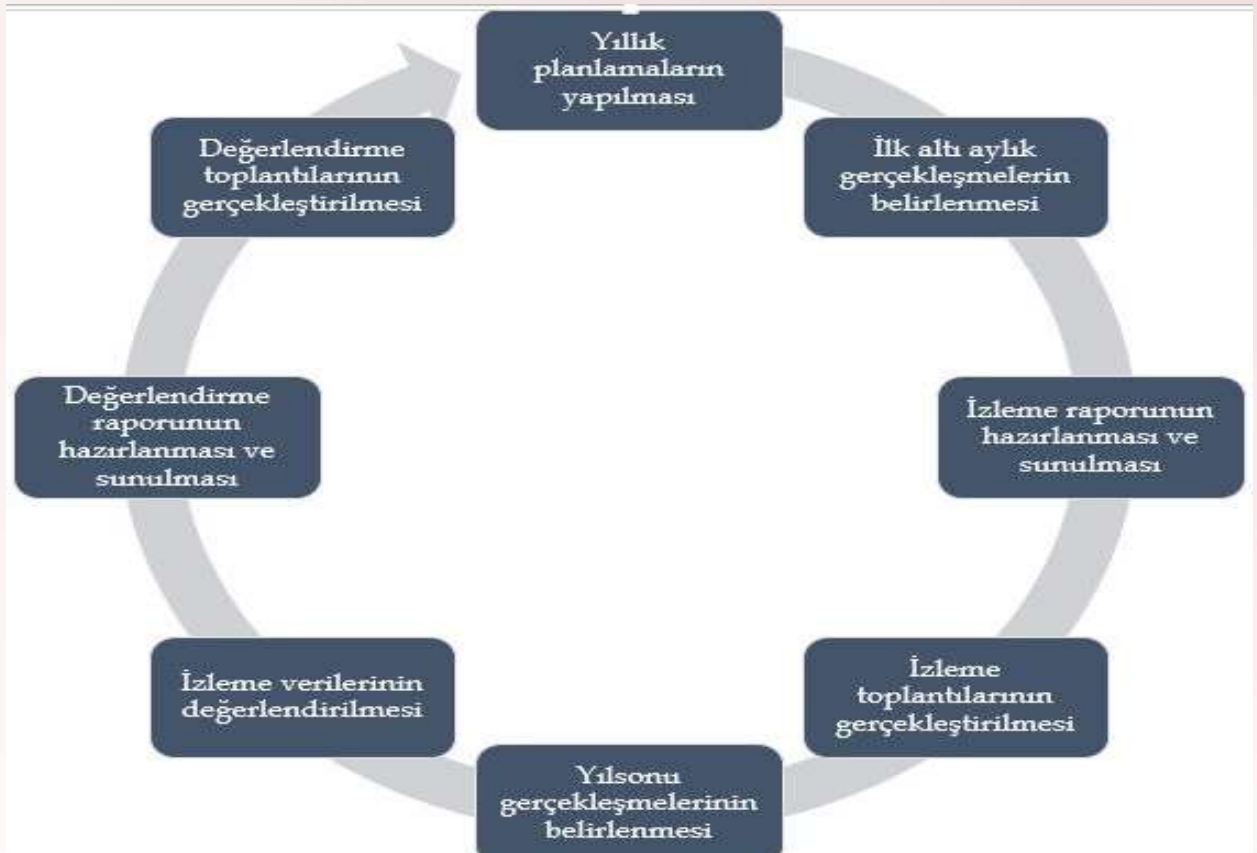 Yıllık
planlamaların
yapılması
İlk altı aylık
gerçekleşmelerin
belirlenmesi
İzleme raporunun
hazırlanması ve
sunulması
İzleme
toplantılarının
gerçekleştirilmesi
Yılsonu
gerçekleşmelerinin
belirlenmesi
İzleme verilerinin
değerlendirilmesi
Değerlendirme
raporunun
hazırlanması ve
sunulması
Değerlendirme
toplantılarının
gerçekleştirilmesi